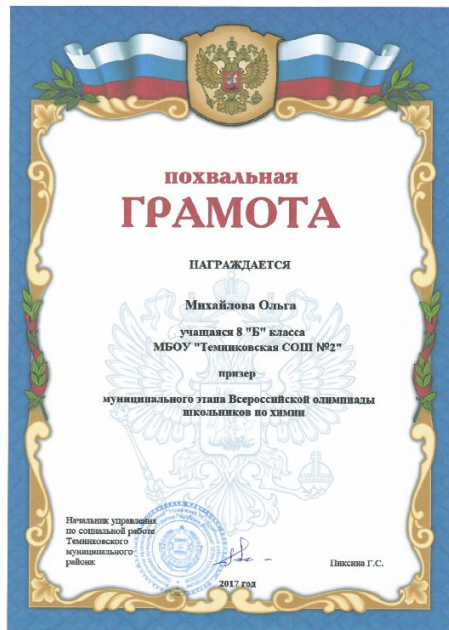 ПОХВАЛЬНАЯ
ГРАМОТА
НАГРАЖДАЕТСЯ
Михайлова Ольга
учащаяся 8 "Б" класса
МБОУ "Темниковская СОШ №2"
призер
муниципального этапа Всероссийской олимпиады
школьников по химии
Начальник управления
по социальной работе
Темниковского
муниципального
района:
Пиксина Г.С.
2017 год